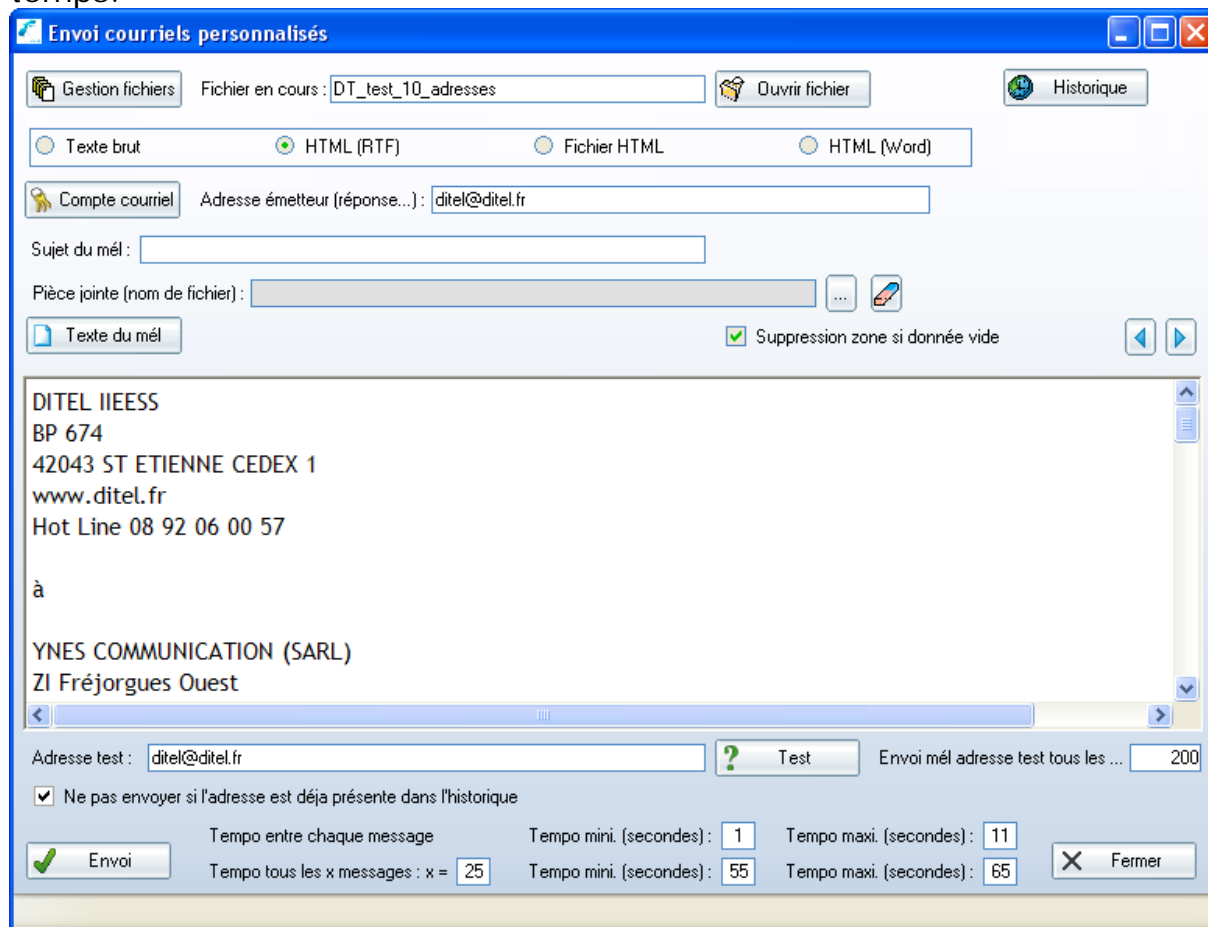 temps.
Envoi courriels personnalisés
Gestion fichiers Fichier en cours : DT_test_10_adresses Ouvrir fichier Historique
Texte brut HTML (RTF) Fichier HTML HTML (Word)
Compte courriel Adresse émetteur (réponse...) : ditel@ditel.fr
Sujet du mél :
Pièce jointe (nom de fichier) : ...
Texte du mél Suppression zone si donnée vide
DITEL IIEESS
BP 674
42043 ST ETIENNE CEDEX 1
www.ditel.fr
Hot Line 08 92 06 00 57
à
YNES COMMUNICATION (SARL)
ZI Fréjorgues Ouest
Adresse test : ditel@ditel.fr ? Test Envoi mél adresse test tous les ... 200
Ne pas envoyer si l'adresse est déja présente dans l'historique
Tempo entre chaque message Tempo mini. (secondes) : 1 Tempo maxi. (secondes) : 11
Envoi Tempo tous les x messages : x = 25 Tempo mini. (secondes) : 55 Tempo maxi. (secondes) : 65 Fermer